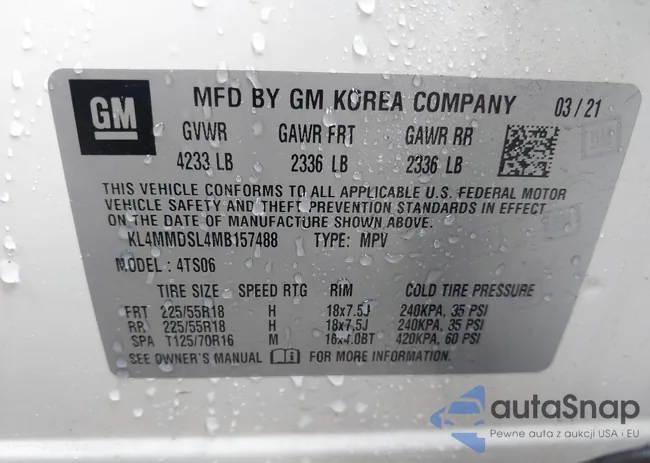 GM MFD BY GM KOREA COMPANY 03/21
GVWR GAWR FRT GAWR RR
4233 LB 2336 LB 2336 LB
THIS VEHICLE CONFORMS TO ALL APPLICABLE U.S. FEDERAL MOTOR
VEHICLE SAFETY AND THEFT PREVENTION STANDARDS IN EFFECT
ON THE DATE OF MANUFACTURE SHOWN ABOVE.
KL4MMDSL4MB157488 TYPE: MPV
MODEL: 4TS06
TIRE SIZE SPEED RTG RIM COLD TIRE PRESSURE
FRT 225/55R18 H 18x7.5J 240KPA, 35 PSI
RR 225/55R18 H 18x7.5J 240KPA, 35 PSI
SPA T125/70R16 M 16x4.0BT 420KPA, 60 PSI
SEE OWNER'S MANUAL FOR MORE INFORMATION
autaSnap
Pewne auta z aukcji USA i EU